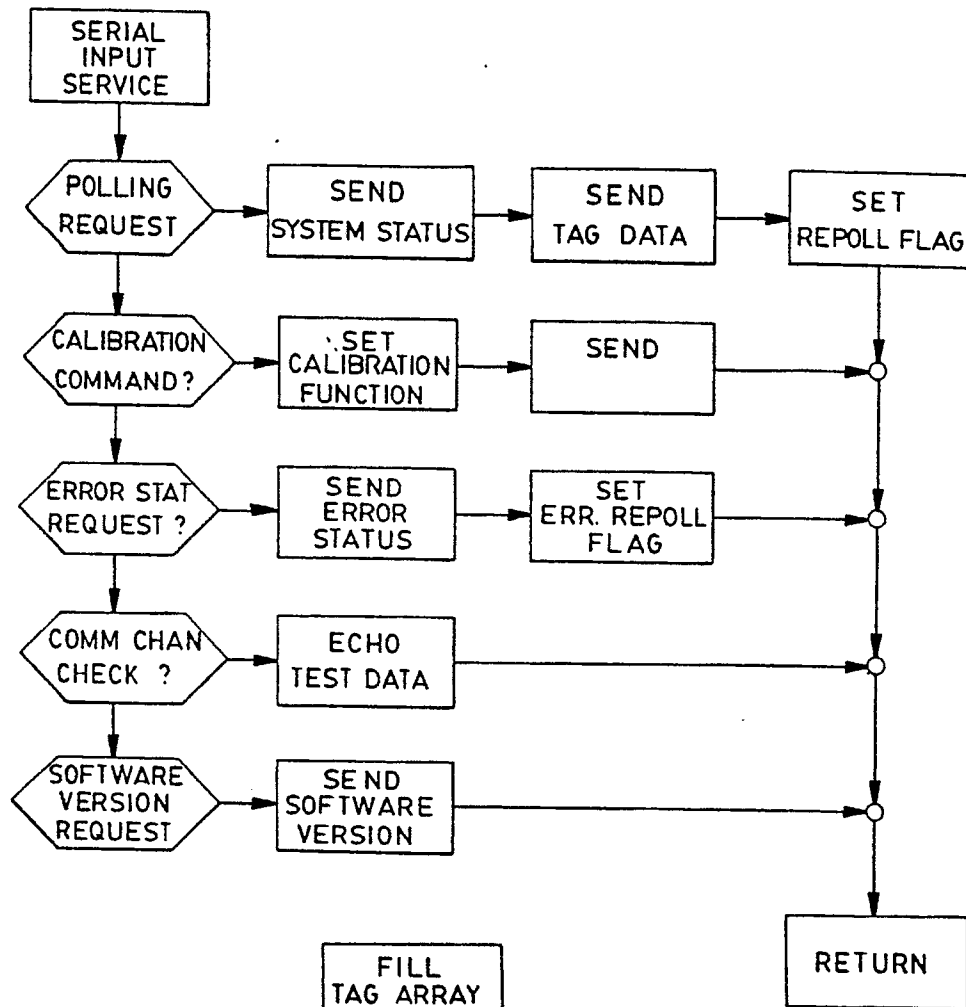 SERIAL
INPUT
SERVICE
POLLING
REQUEST
SEND
SYSTEM STATUS
SEND
TAG DATA
SET
REPOLL FLAG
CALIBRATION
COMMAND?
SET
CALIBRATION
FUNCTION
SEND
ERROR STAT
REQUEST ?
SEND
ERROR
STATUS
SET
ERR. REPOLL
FLAG
COMM CHAN
CHECK ?
ECHO
TEST DATA
SOFTWARE
VERSION
REQUEST
SEND
SOFTWARE
VERSION
FILL
TAG ARRAY
RETURN